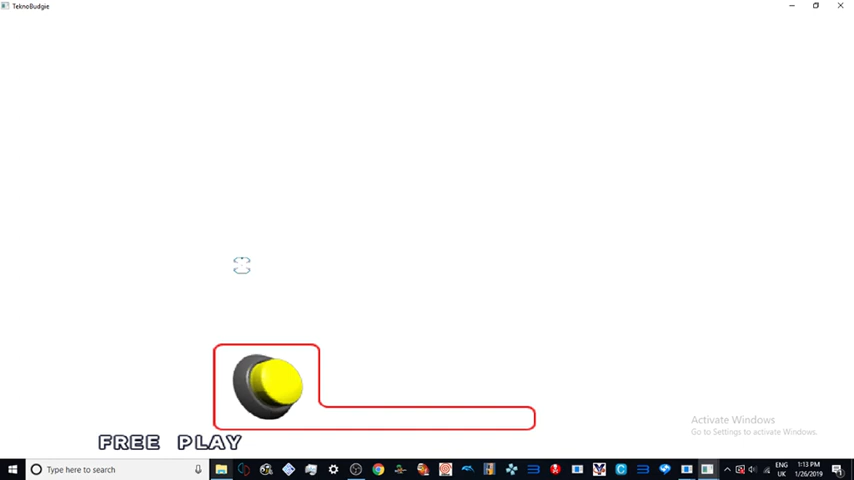 TeknoBudgie
Activate Windows
Go to Settings to activate Windows.
FREE PLAY
Type here to search
ENG
UK
1:13 PM
1/26/2019